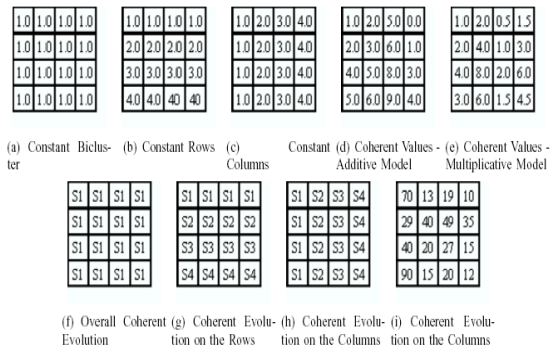 1.0 1.0 1.0 1.0
1.0 1.0 1.0 1.0
1.0 1.0 1.0 1.0
1.0 1.0 1.0 1.0
(a) Constant Biclus-
ter
1.0 1.0 1.0 1.0
2.0 2.0 2.0 2.0
3.0 3.0 3.0 3.0
4.0 4.0 40 40
(b) Constant Rows
1.0 2.0 3.0 4.0
1.0 2.0 3.0 4.0
1.0 2.0 3.0 4.0
1.0 2.0 3.0 4.0
(c) Constant
Columns
1.0 2.0 5.0 0.0
2.0 3.0 6.0 1.0
4.0 5.0 8.0 3.0
5.0 6.0 9.0 4.0
(d) Coherent Values -
Additive Model
1.0 2.0 0.5 1.5
2.0 4.0 1.0 3.0
4.0 8.0 2.0 6.0
3.0 6.0 1.5 4.5
(e) Coherent Values -
Multiplicative Model
S1 S1 S1 S1
S1 S1 S1 S1
S1 S1 S1 S1
S1 S1 S1 S1
(f) Overall Coherent
Evolution
S1 S1 S1 S1
S2 S2 S2 S2
S3 S3 S3 S3
S4 S4 S4 S4
(g) Coherent Evolu-
tion on the Rows
S1 S2 S3 S4
S1 S2 S3 S4
S1 S2 S3 S4
S1 S2 S3 S4
(h) Coherent Evolu-
tion on the Columns
70 13 19 10
29 40 49 35
40 20 27 15
90 15 20 12
(i) Coherent Evolu-
tion on the Columns